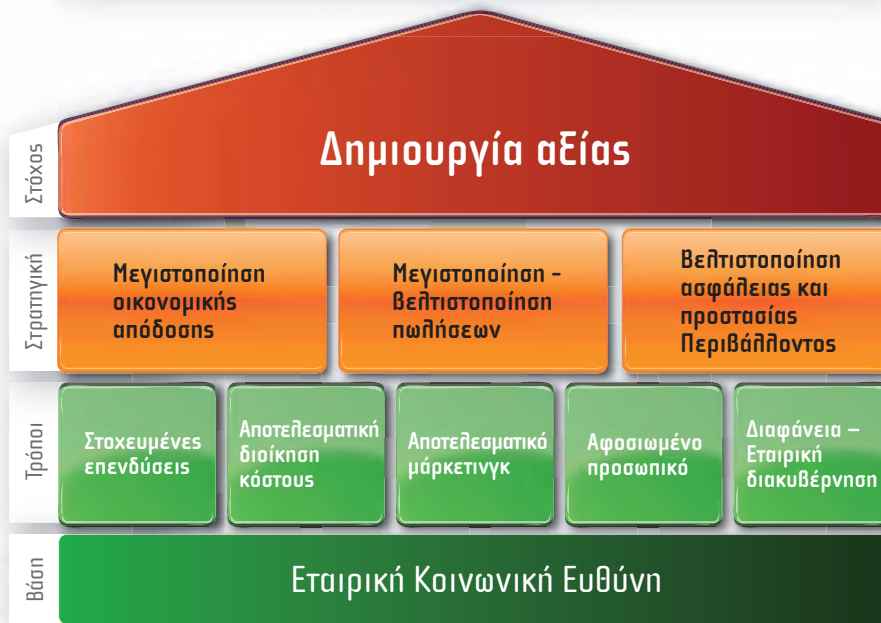 Στόχος
Δημιουργία αξίας
Στρατηγική
Μεγιστοποίηση
οικονομικής
απόδοσης
Μεγιστοποίηση -
βελτιστοποίηση
πωλήσεων
Βελτιστοποίηση
ασφάλειας και
προστασίας
Περιβάλλοντος
Τρόποι
Στοχευμένες
επενδύσεις
Αποτελεσματική
διοίκηση
κόστους
Αποτελεσματικό
μάρκετινγκ
Αφοσιωμένο
προσωπικό
Διαφάνεια –
Εταιρική
διακυβέρνηση
Βάση
Εταιρική Κοινωνική Ευθύνη